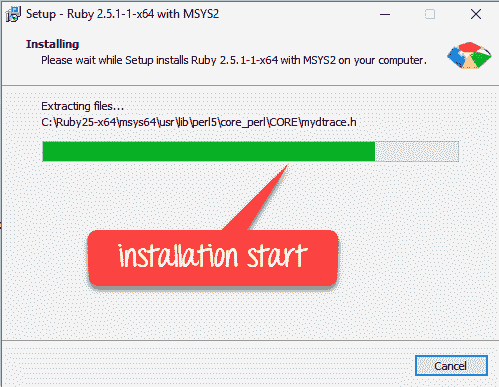 Setup - Ruby 2.5.1-1-x64 with MSYS2
Installing
Please wait while Setup installs Ruby 2.5.1-1-x64 with MSYS2 on your computer.
Extracting files...
C:\Ruby25-x64\msys64\usr\lib\perl5\core_perl\CORE\mydtrace.h
installation start
Cancel